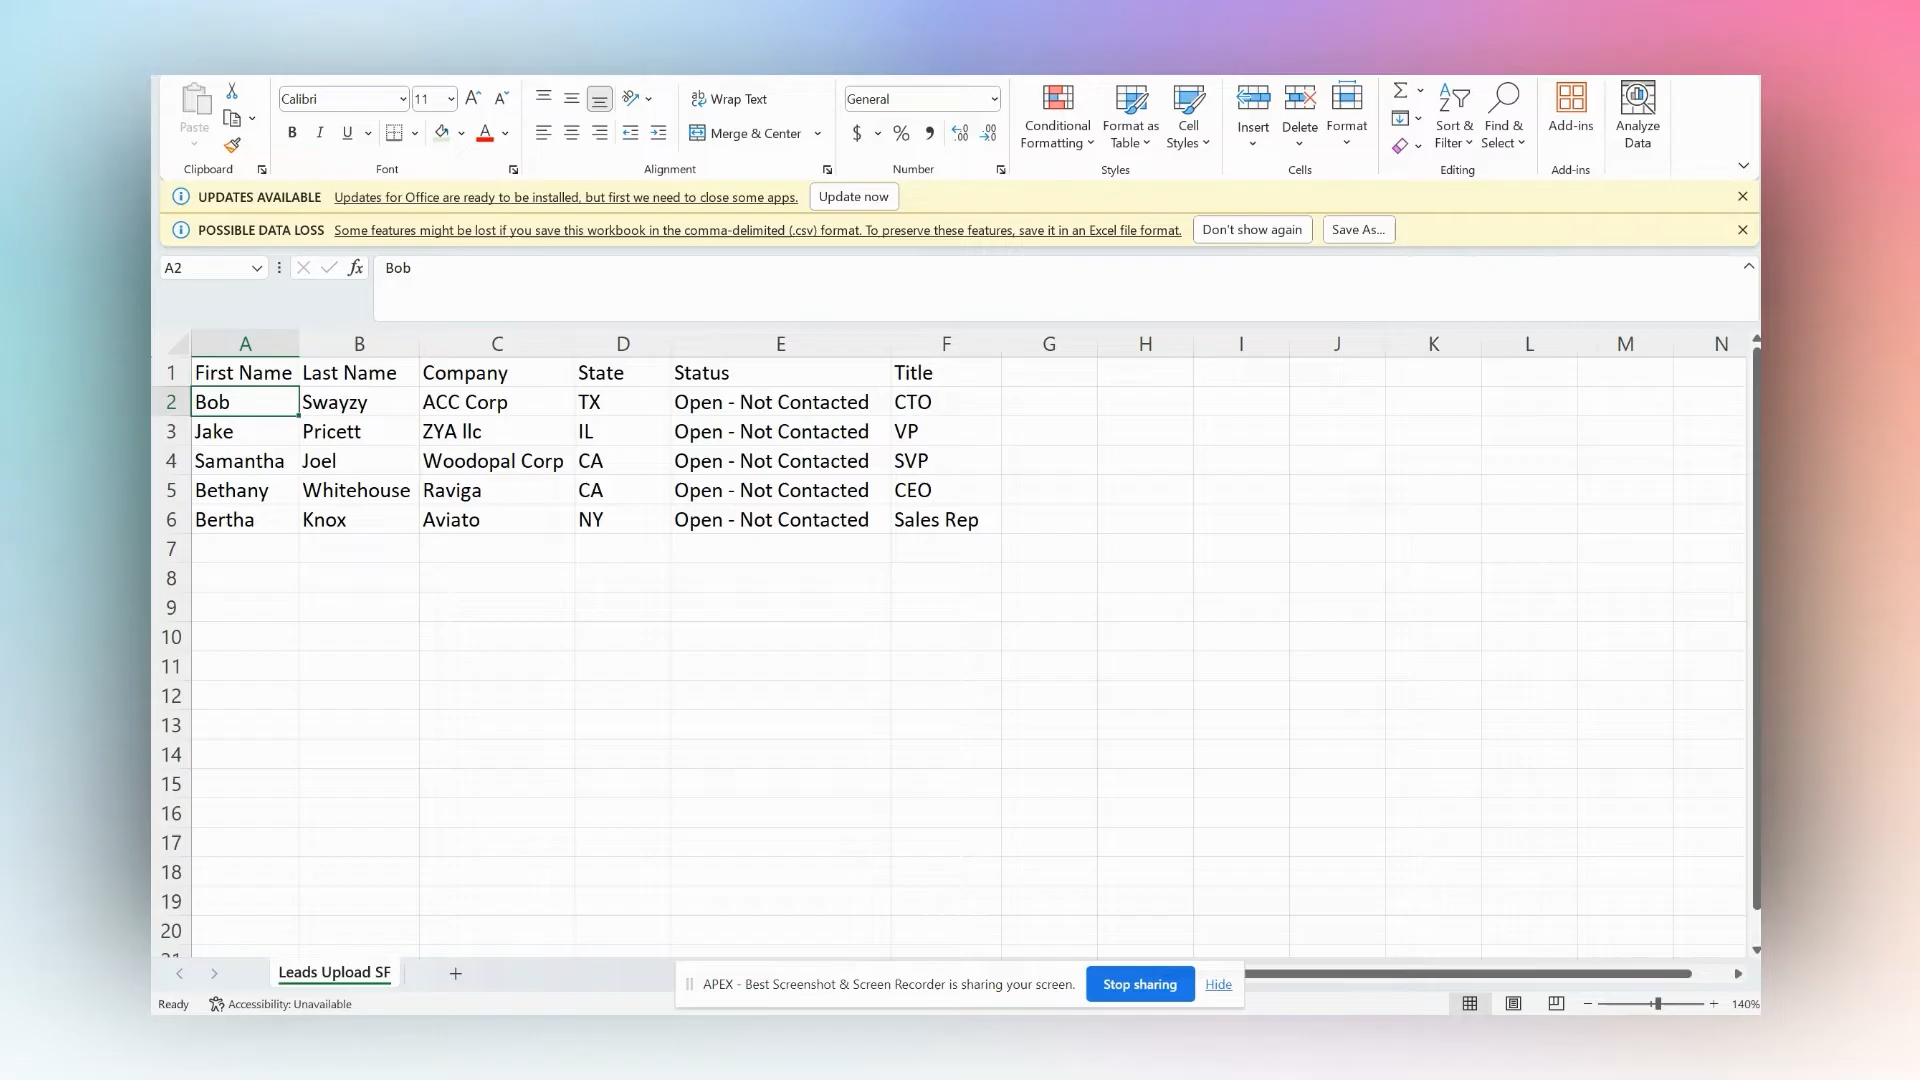 Paste
Clipboard
Calibri 11
B I U
Font
Wrap Text
Merge & Center
Alignment
General
$ % ,
Number
Conditional Formatting
Format as Table
Cell Styles
Styles
Insert
Delete
Format
Cells
Sort & Filter
Find & Select
Editing
Add-ins
Add-ins
Analyze Data
UPDATES AVAILABLE Updates for Office are ready to be installed, but first we need to close some apps. Update now
POSSIBLE DATA LOSS Some features might be lost if you save this workbook in the comma-delimited (.csv) format. To preserve these features, save it in an Excel file format. Don't show again Save As...
A2 fx Bob
A B C D E F G H I J K L M N
1 First Name Last Name Company State Status Title
2 Bob Swayzy ACC Corp TX Open - Not Contacted CTO
3 Jake Pricett ZYA llc IL Open - Not Contacted VP
4 Samantha Joel Woodopal Corp CA Open - Not Contacted SVP
5 Bethany Whitehouse Raviga CA Open - Not Contacted CEO
6 Bertha Knox Aviato NY Open - Not Contacted Sales Rep
7
8
9
10
11
12
13
14
15
16
17
18
19
20
Leads Upload SF
APEX - Best Screenshot & Screen Recorder is sharing your screen. Stop sharing Hide
Ready Accessibility: Unavailable 140%